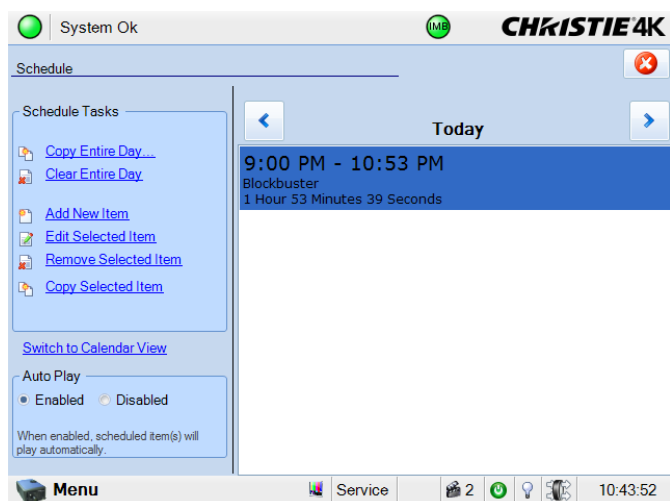 System Ok
IMB
CHRISTIE 4K
Schedule
Schedule Tasks
Copy Entire Day...
Clear Entire Day
Add New Item
Edit Selected Item
Remove Selected Item
Copy Selected Item
Switch to Calendar View
Auto Play
Enabled Disabled
When enabled, scheduled item(s) will
play automatically.
Today
9:00 PM - 10:53 PM
Blockbuster
1 Hour 53 Minutes 39 Seconds
Menu Service 2 10:43:52